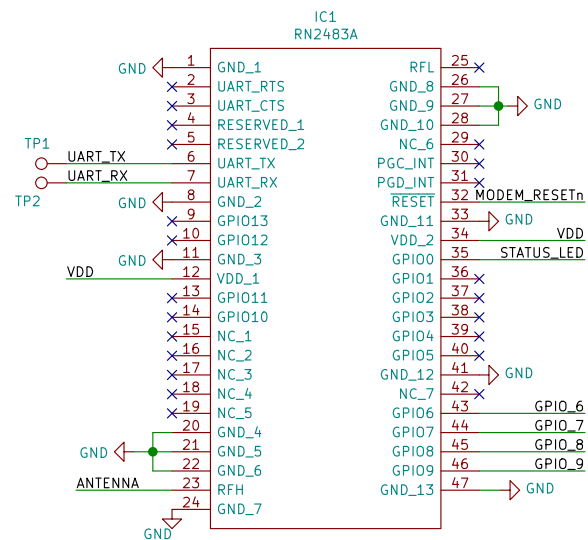 IC1
RN2483A
GND 1 GND_1 RFL 25
2 UART_RTS GND_8 26
3 UART_CTS GND_9 27 GND
4 RESERVED_1 GND_10 28
TP1 5 RESERVED_2 NC_6 29
UART_TX 6 UART_TX PGC_INT 30
UART_RX 7 UART_RX PGD_INT 31
TP2 GND 8 GND_2 RESET 32 MODEM_RESETn
9 GPIO13 GND_11 33 GND
10 GPIO12 VDD_2 34 VDD
GND 11 GND_3 GPIO0 35 STATUS_LED
VDD 12 VDD_1 GPIO1 36
13 GPIO11 GPIO2 37
14 GPIO10 GPIO3 38
15 NC_1 GPIO4 39
16 NC_2 GPIO5 40
17 NC_3 GND_12 41 GND
18 NC_4 NC_7 42
19 NC_5 GPIO6 43 GPIO_6
20 GND_4 GPIO7 44 GPIO_7
GND 21 GND_5 GPIO8 45 GPIO_8
22 GND_6 GPIO9 46 GPIO_9
ANTENNA 23 RFH GND_13 47 GND
24 GND_7
GND